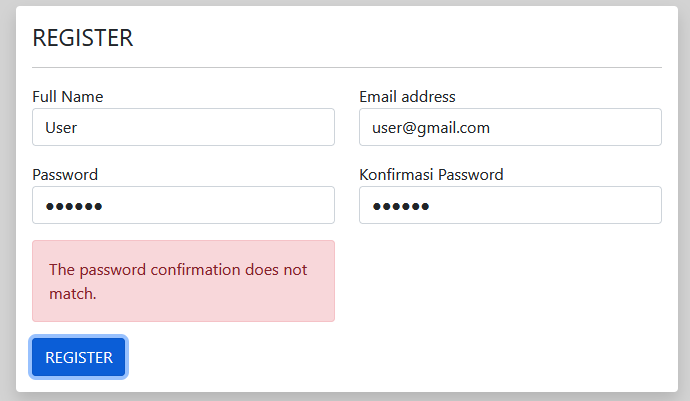 REGISTER
Full Name
Email address
User
user@gmail.com
Password
Konfirmasi Password
●●●●●●
●●●●●●
The password confirmation does not
match.
REGISTER